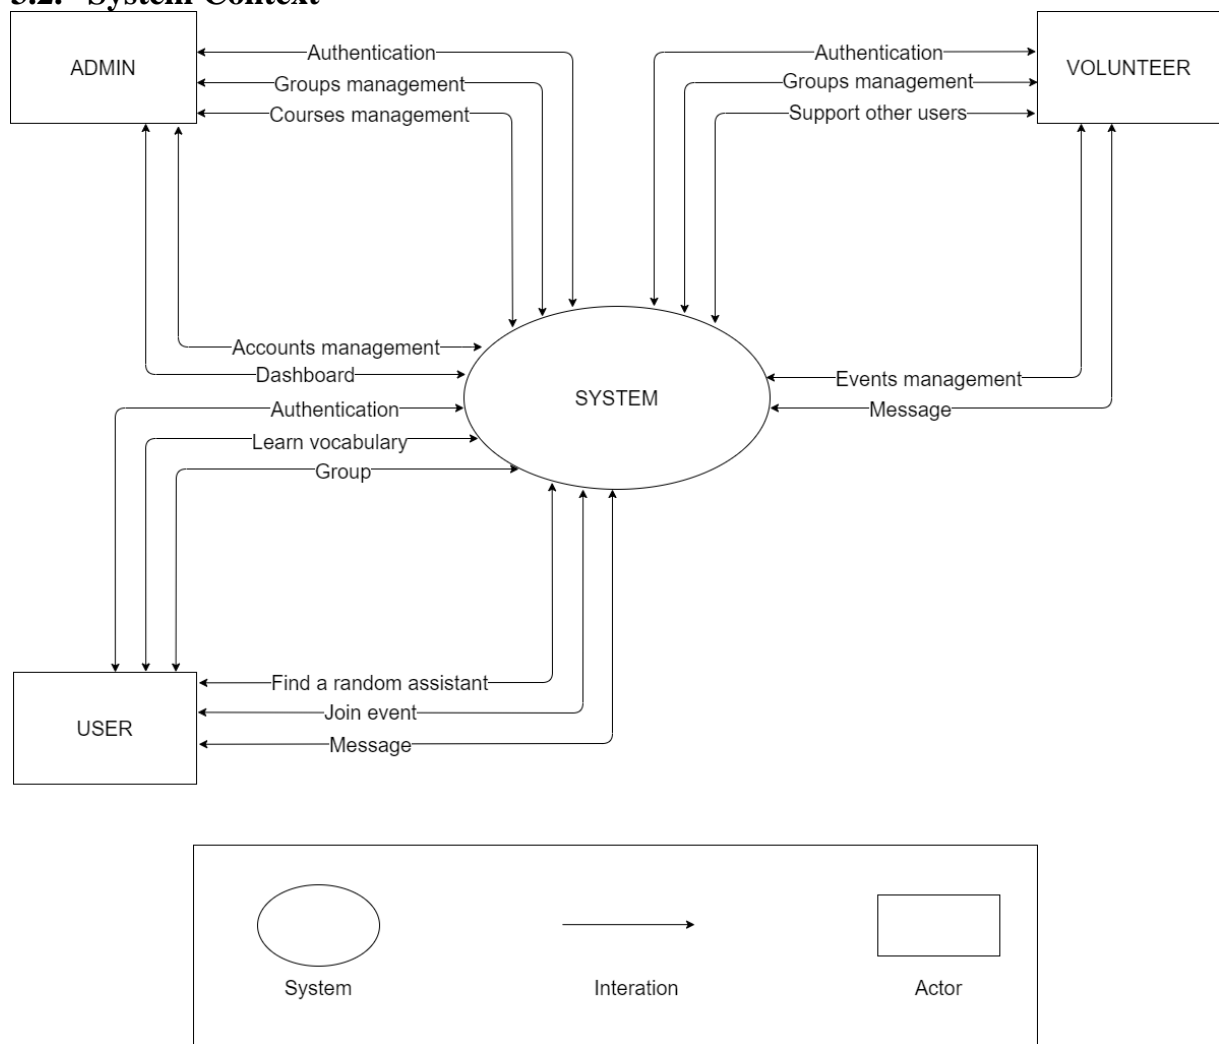 3.2. System Context
ADMIN
Authentication
Groups management
Courses management
Accounts management
Dashboard
VOLUNTEER
Authentication
Groups management
Support other users
Events management
Message
SYSTEM
Authentication
Learn vocabulary
Group
USER
Find a random assistant
Join event
Message
System
Interation
Actor